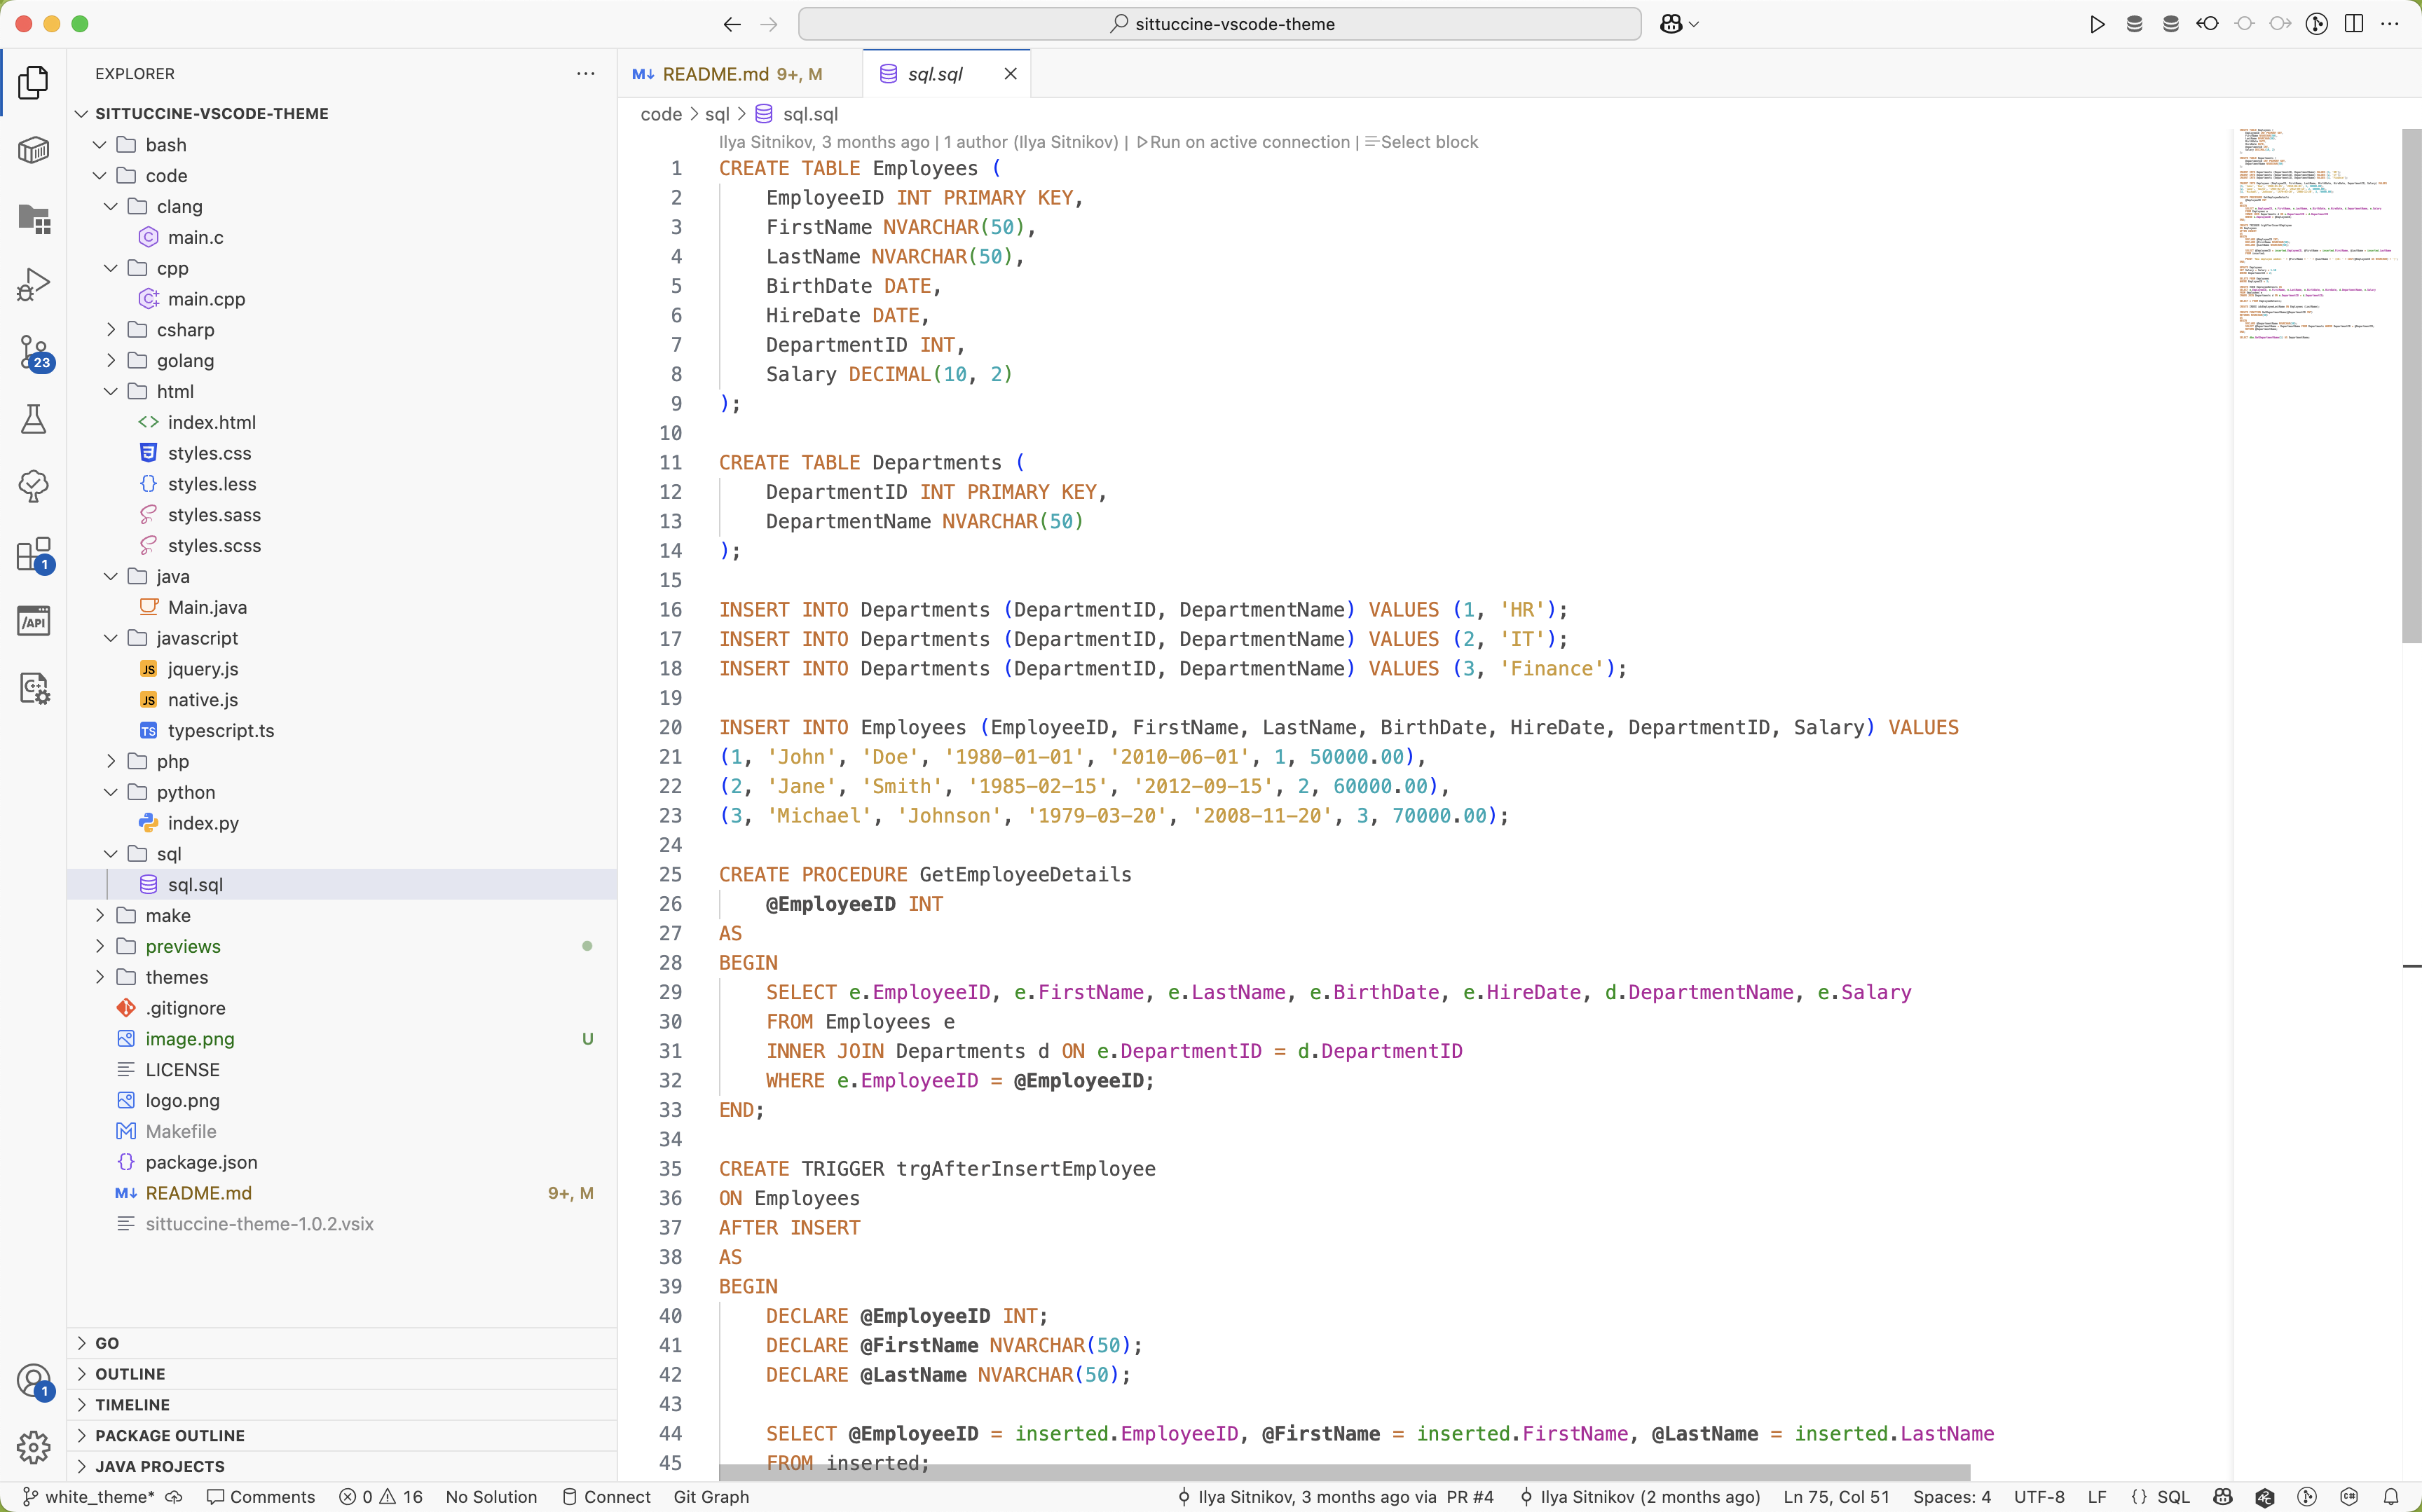 sittuccine-vscode-theme
EXPLORER
SITTUCCINE-VSCODE-THEME
bash
code
clang
main.c
cpp
main.cpp
csharp
golang
html
index.html
styles.css
styles.less
styles.sass
styles.scss
java
Main.java
javascript
JS jquery.js
JS native.js
TS typescript.ts
php
python
index.py
sql
sql.sql
make
previews
themes
.gitignore
image.png U
LICENSE
logo.png
Makefile
package.json
README.md 9+, M
sittuccine-theme-1.0.2.vsix
GO
OUTLINE
TIMELINE
PACKAGE OUTLINE
JAVA PROJECTS
23
1
/API
1
README.md 9+, M
sql.sql
code > sql > sql.sql
Ilya Sitnikov, 3 months ago | 1 author (Ilya Sitnikov) | Run on active connection | Select block
1 CREATE TABLE Employees (
2 EmployeeID INT PRIMARY KEY,
3 FirstName NVARCHAR(50),
4 LastName NVARCHAR(50),
5 BirthDate DATE,
6 HireDate DATE,
7 DepartmentID INT,
8 Salary DECIMAL(10, 2)
9 );
10
11 CREATE TABLE Departments (
12 DepartmentID INT PRIMARY KEY,
13 DepartmentName NVARCHAR(50)
14 );
15
16 INSERT INTO Departments (DepartmentID, DepartmentName) VALUES (1, 'HR');
17 INSERT INTO Departments (DepartmentID, DepartmentName) VALUES (2, 'IT');
18 INSERT INTO Departments (DepartmentID, DepartmentName) VALUES (3, 'Finance');
19
20 INSERT INTO Employees (EmployeeID, FirstName, LastName, BirthDate, HireDate, DepartmentID, Salary) VALUES
21 (1, 'John', 'Doe', '1980-01-01', '2010-06-01', 1, 50000.00),
22 (2, 'Jane', 'Smith', '1985-02-15', '2012-09-15', 2, 60000.00),
23 (3, 'Michael', 'Johnson', '1979-03-20', '2008-11-20', 3, 70000.00);
24
25 CREATE PROCEDURE GetEmployeeDetails
26 @EmployeeID INT
27 AS
28 BEGIN
29 SELECT e.EmployeeID, e.FirstName, e.LastName, e.BirthDate, e.HireDate, d.DepartmentName, e.Salary
30 FROM Employees e
31 INNER JOIN Departments d ON e.DepartmentID = d.DepartmentID
32 WHERE e.EmployeeID = @EmployeeID;
33 END;
34
35 CREATE TRIGGER trgAfterInsertEmployee
36 ON Employees
37 AFTER INSERT
38 AS
39 BEGIN
40 DECLARE @EmployeeID INT;
41 DECLARE @FirstName NVARCHAR(50);
42 DECLARE @LastName NVARCHAR(50);
43
44 SELECT @EmployeeID = inserted.EmployeeID, @FirstName = inserted.FirstName, @LastName = inserted.LastName
45 FROM inserted;
white_theme* Comments 0 16 No Solution Connect Git Graph Ilya Sitnikov, 3 months ago via PR #4 Ilya Sitnikov (2 months ago) Ln 75, Col 51 Spaces: 4 UTF-8 LF {} SQL